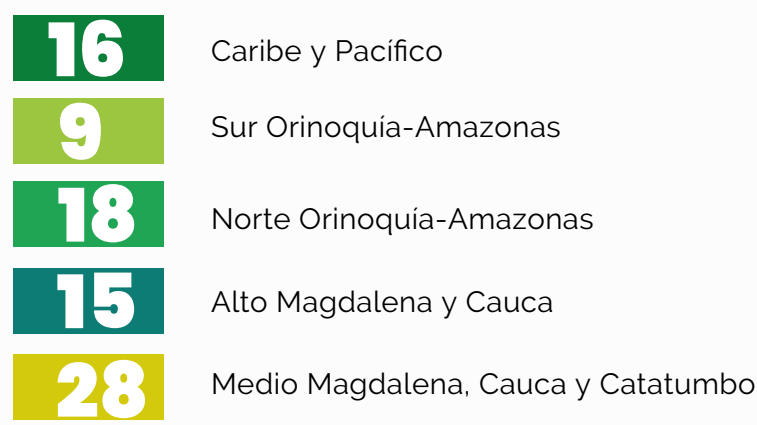 16 Caribe y Pacífico
9 Sur Orinoquía-Amazonas
18 Norte Orinoquía-Amazonas
15 Alto Magdalena y Cauca
28 Medio Magdalena, Cauca y Catatumbo